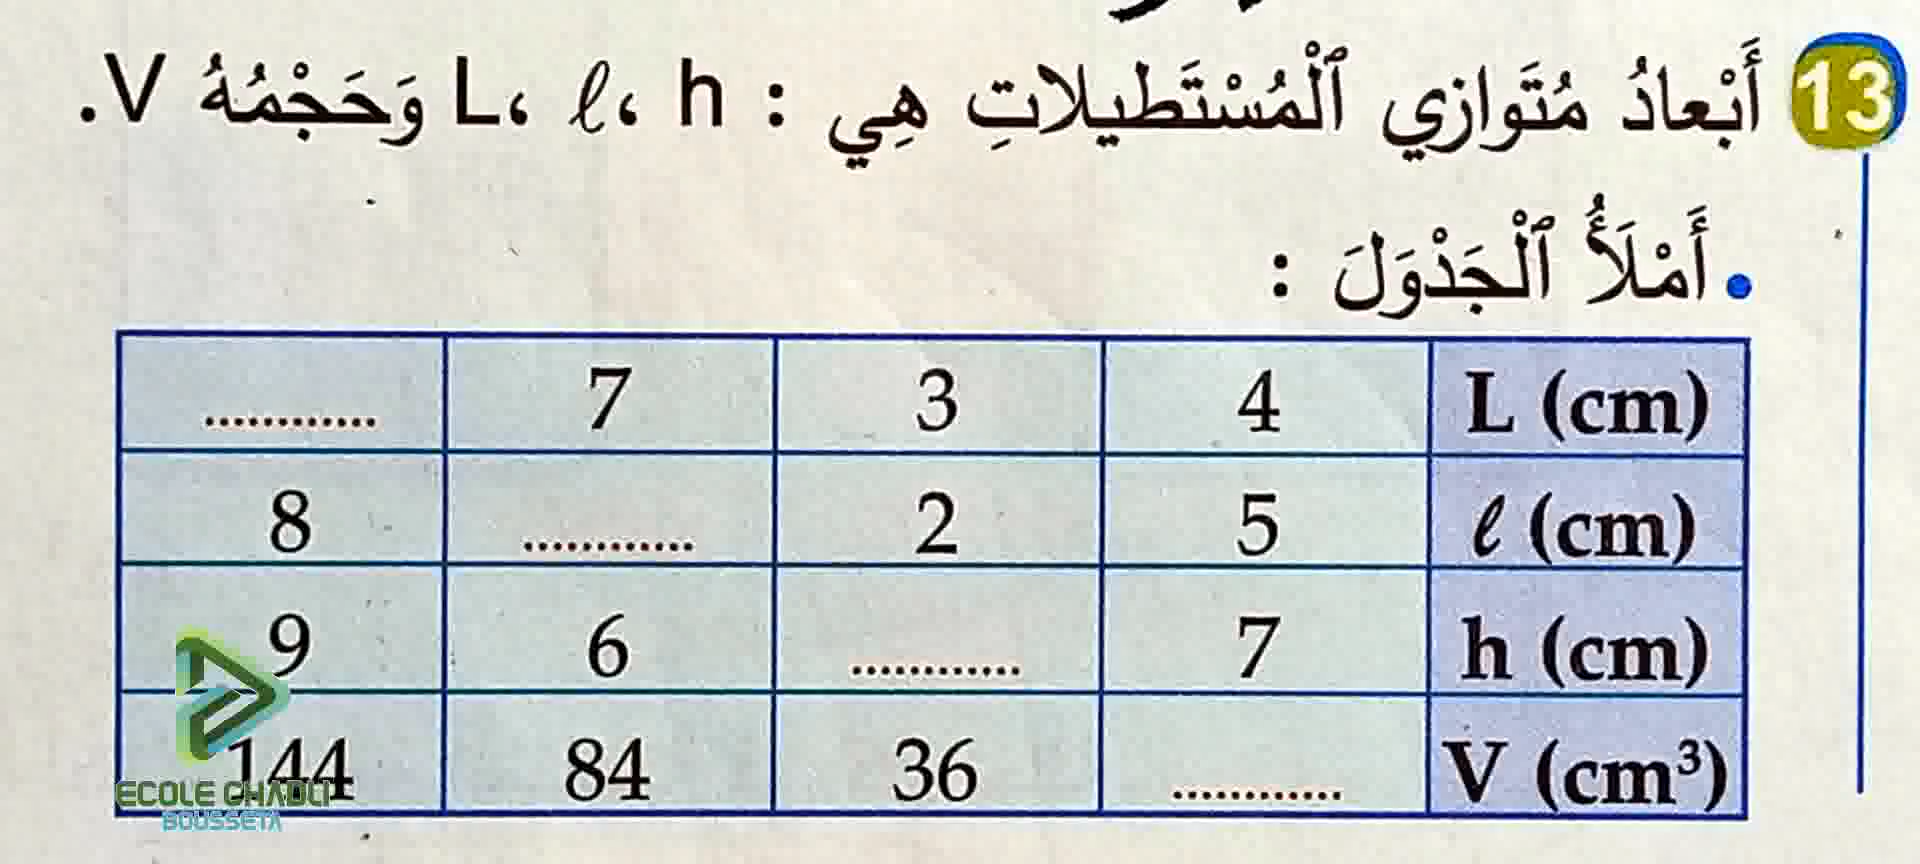 13 أَبْعادُ مُتَوازي ٱلْمُسْتَطيلاتِ هِي : L، ℓ، h وَحَجْمُهُ V.
• أَمْلَأُ ٱلْجَدْوَلَ :
L (cm) 4 3 7 ............
ℓ (cm) 5 2 ............ 8
h (cm) 7 ............ 6 9
V (cm³) ............ 36 84 144
ECOLE CHADLI
BOUSSETA